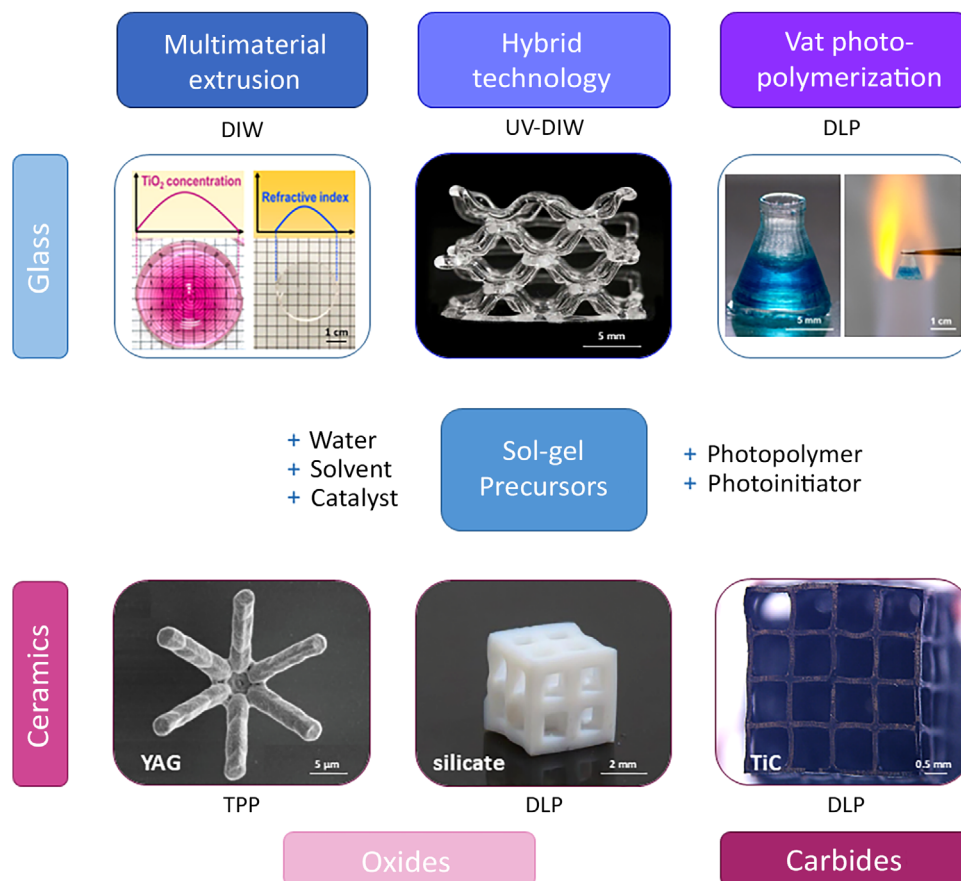 Multimaterial
extrusion
Hybrid
technology
Vat photo-
polymerization
DIW
UV-DIW
DLP
Glass
TiO₂ concentration
Refractive index
1 cm
5 mm
5 mm
1 cm
+ Water
+ Solvent
+ Catalyst
Sol-gel
Precursors
+ Photopolymer
+ Photoinitiator
Ceramics
YAG
5 µm
silicate
2 mm
TiC
0.5 mm
TPP
DLP
DLP
Oxides
Carbides